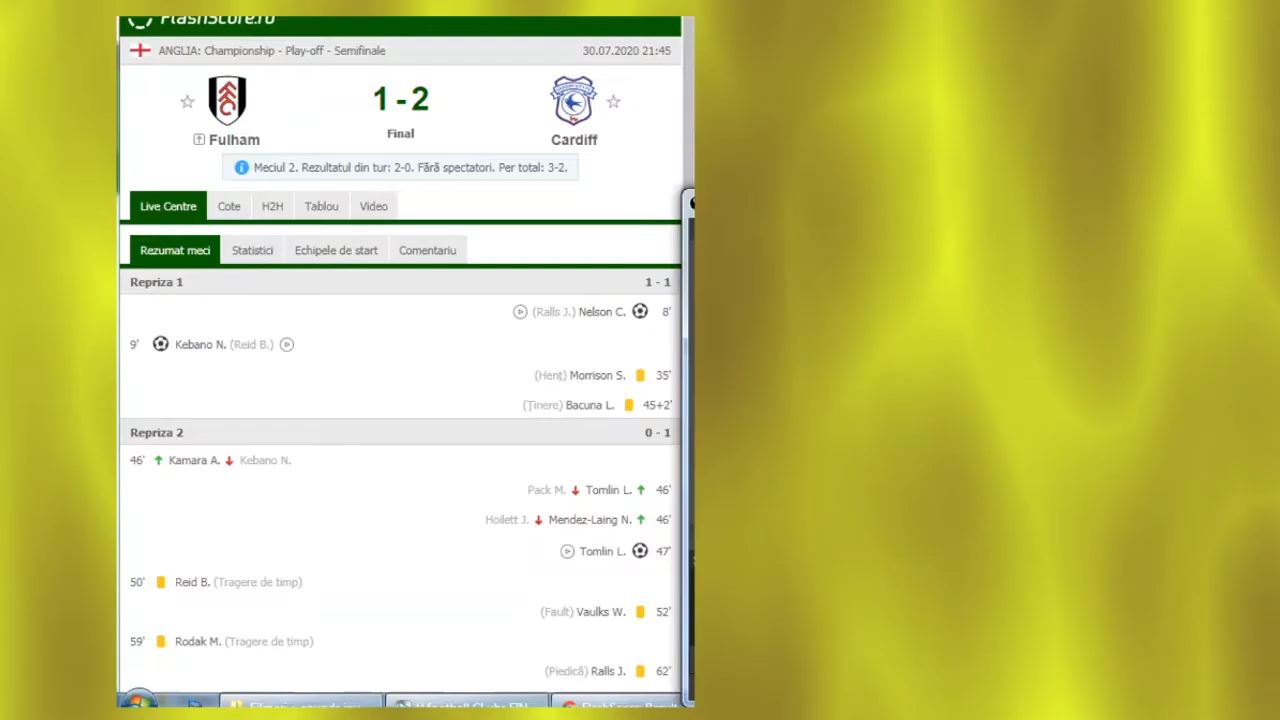 FlashScore.ro
ANGLIA: Championship - Play-off - Semifinale 30.07.2020 21:45
1 - 2
Final
Fulham Cardiff
Meciul 2. Rezultatul din tur: 2-0. Fără spectatori. Per total: 3-2.
Live Centre Cote H2H Tablou Video
Rezumat meci Statistici Echipele de start Comentariu
Repriza 1 1 - 1
(Ralls J.) Nelson C. 8'
9' Kebano N. (Reid B.)
(Henț) Morrison S. 35'
(Ținere) Bacuna L. 45+2'
Repriza 2 0 - 1
46' Kamara A. Kebano N.
Pack M. Tomlin L. 46'
Hoilett J. Mendez-Laing N. 46'
Tomlin L. 47'
50' Reid B. (Tragere de timp)
(Fault) Vaulks W. 52'
59' Rodak M. (Tragere de timp)
(Piedică) Ralls J. 62'